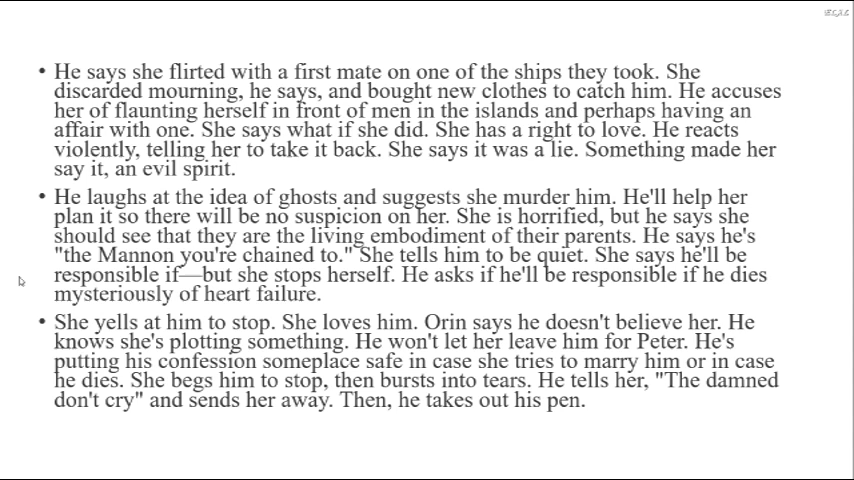 • He says she flirted with a first mate on one of the ships they took. She
discarded mourning, he says, and bought new clothes to catch him. He accuses
her of flaunting herself in front of men in the islands and perhaps having an
affair with one. She says what if she did. She has a right to love. He reacts
violently, telling her to take it back. She says it was a lie. Something made her
say it, an evil spirit.
• He laughs at the idea of ghosts and suggests she murder him. He'll help her
plan it so there will be no suspicion on her. She is horrified, but he says she
should see that they are the living embodiment of their parents. He says he's
"the Mannon you're chained to." She tells him to be quiet. She says he'll be
responsible if—but she stops herself. He asks if he'll be responsible if he dies
mysteriously of heart failure.
• She yells at him to stop. She loves him. Orin says he doesn't believe her. He
knows she's plotting something. He won't let her leave him for Peter. He's
putting his confession someplace safe in case she tries to marry him or in case
he dies. She begs him to stop, then bursts into tears. He tells her, "The damned
don't cry" and sends her away. Then, he takes out his pen.